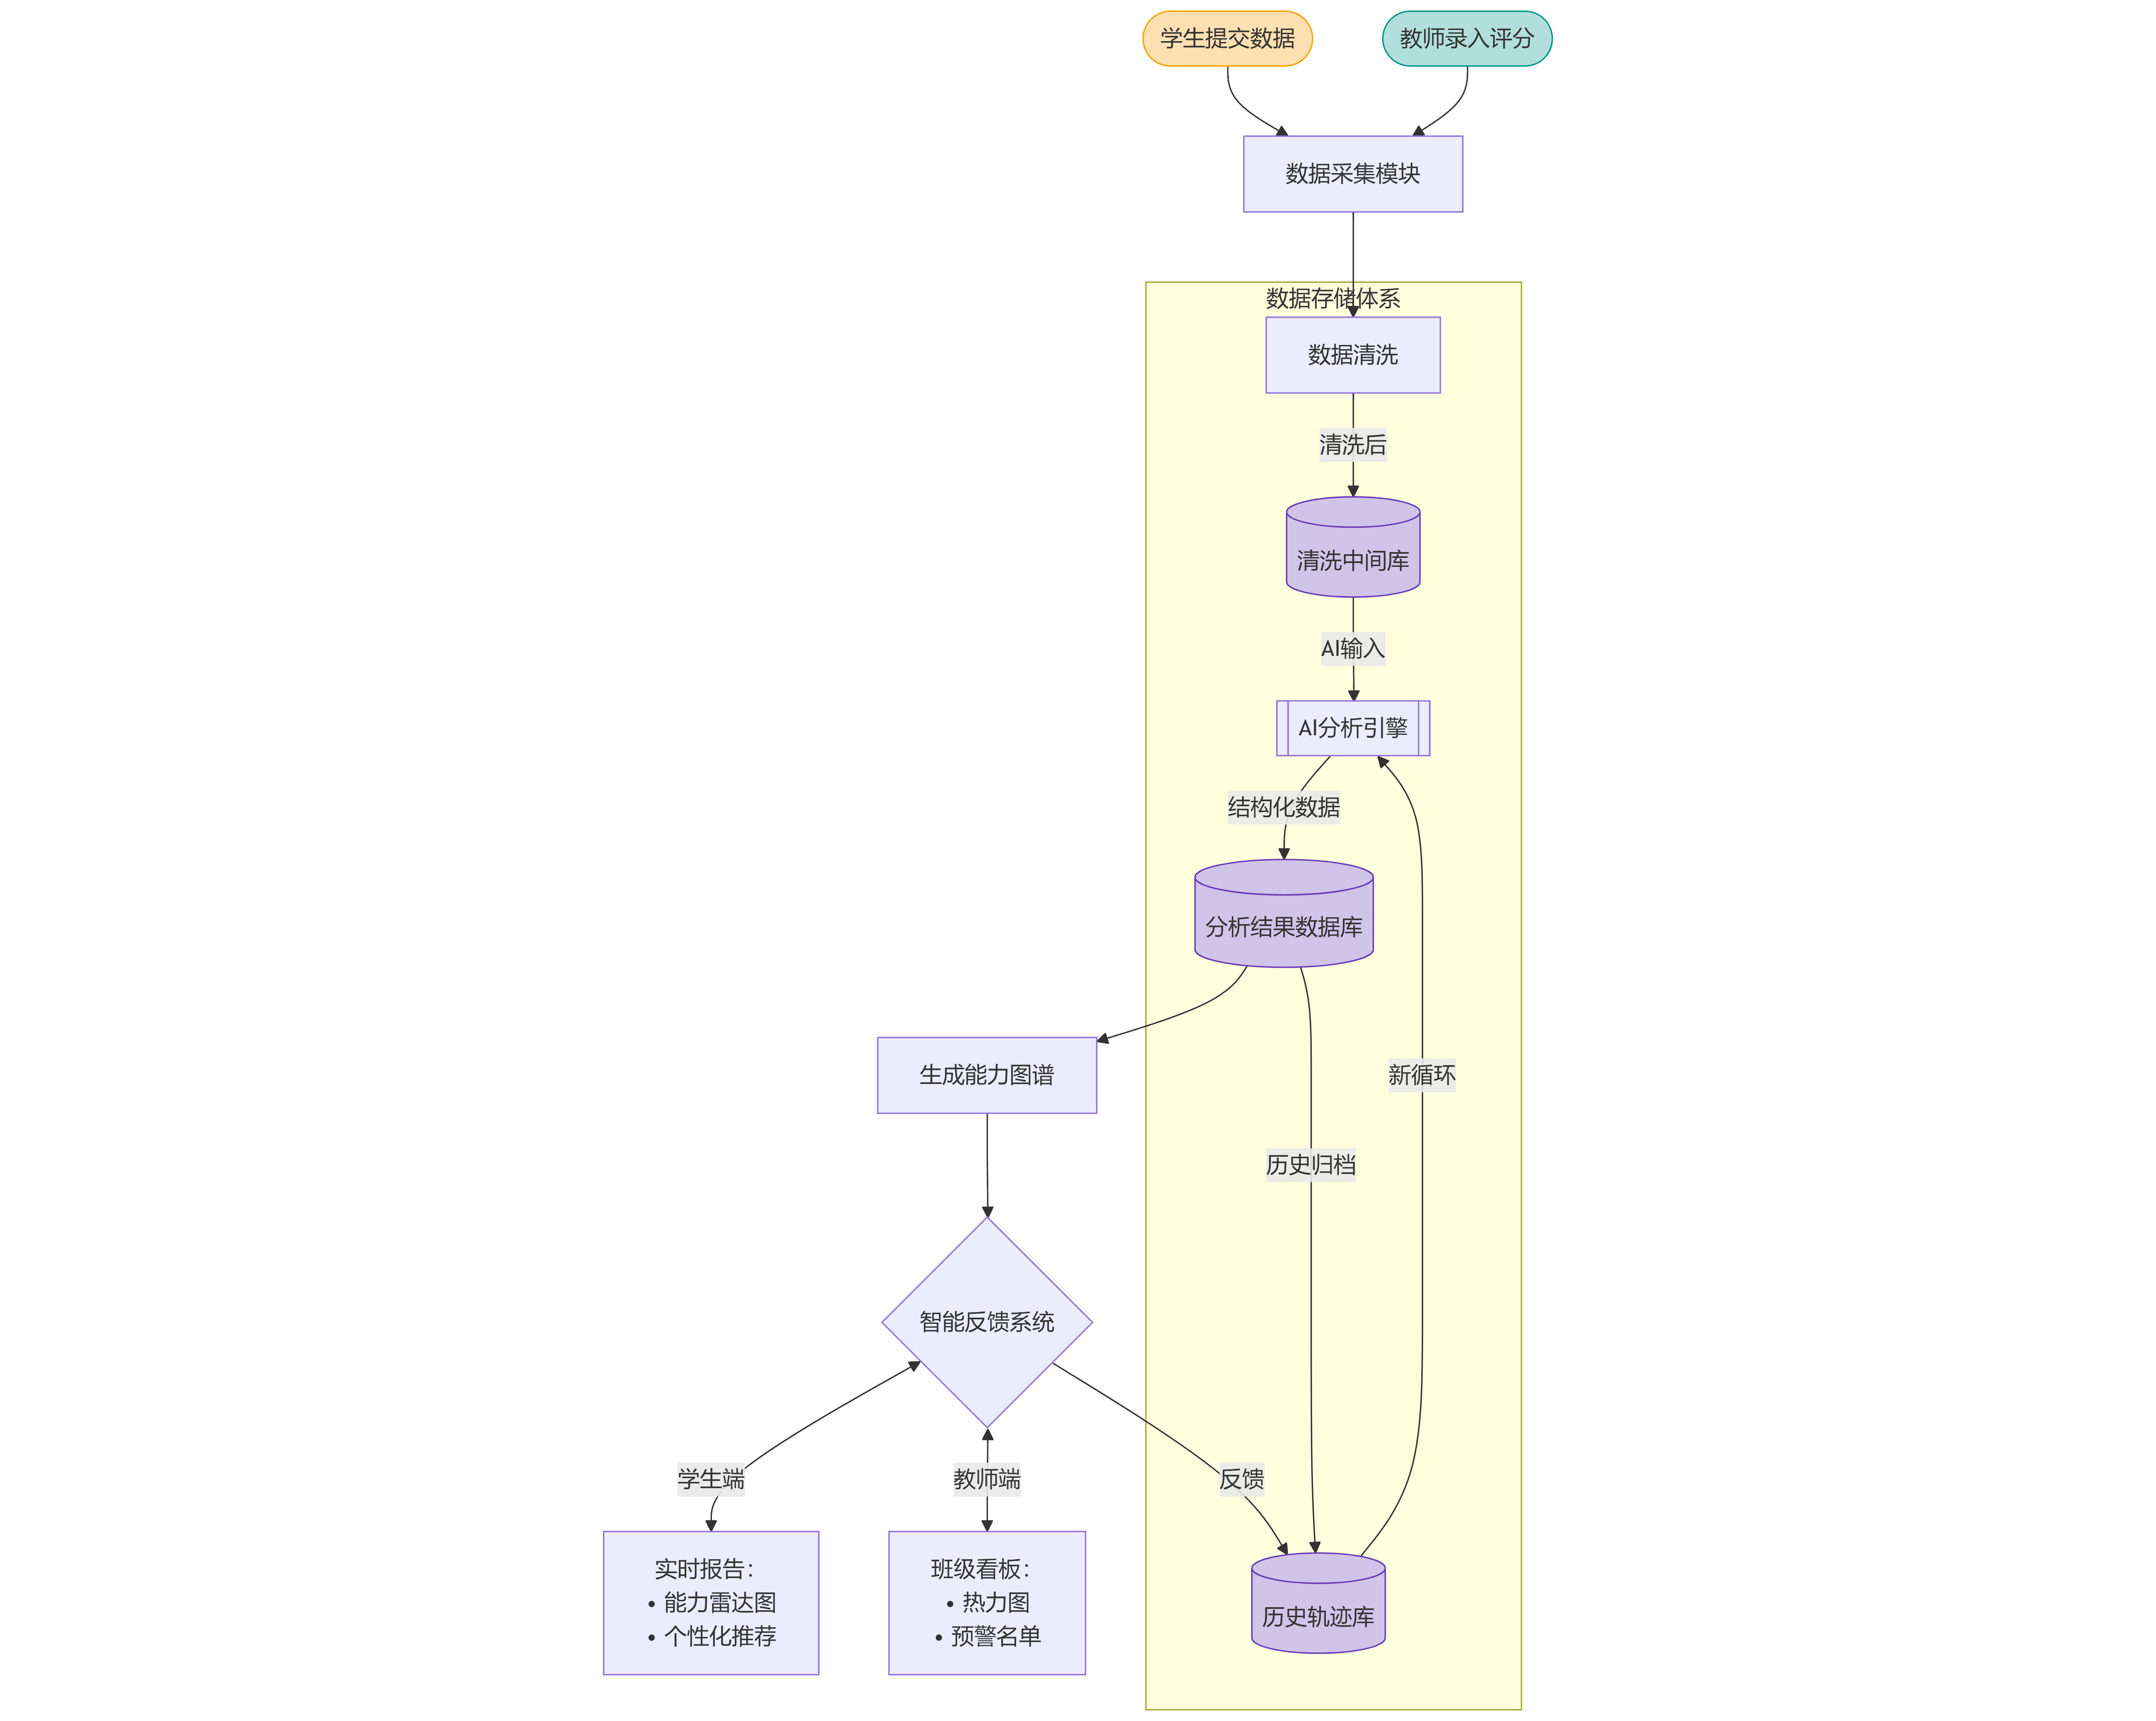 学生提交数据
教师录入评分
数据采集模块
数据存储体系
数据清洗
清洗后
清洗中间库
AI输入
AI分析引擎
结构化数据
分析结果数据库
生成能力图谱
新循环
历史归档
智能反馈系统
学生端
教师端
反馈
实时报告：
• 能力雷达图
• 个性化推荐
班级看板：
• 热力图
• 预警名单
历史轨迹库